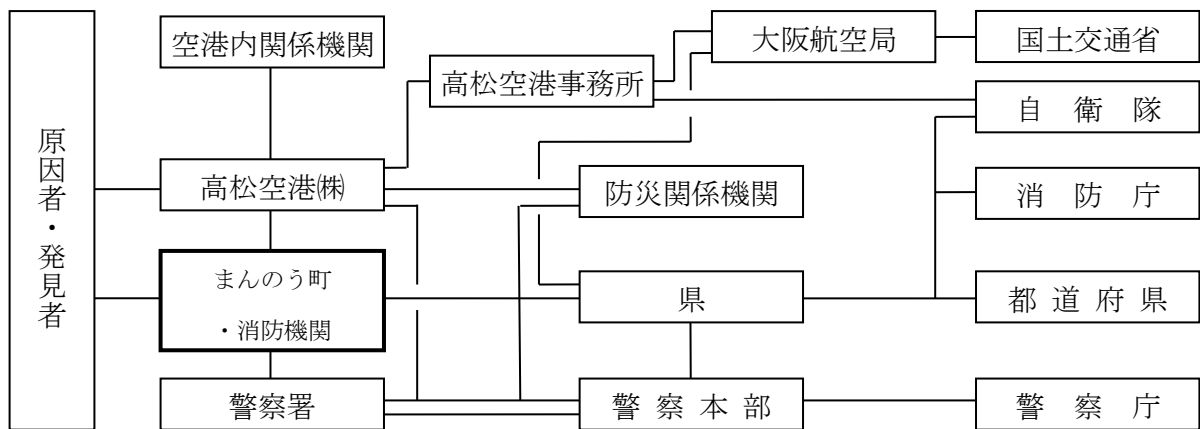 原因者・発見者
空港内関係機関
高松空港㈱
まんのう町
・消防機関
警察署
高松空港事務所
大阪航空局
防災関係機関
県
警察本部
国土交通省
自衛隊
消防庁
都道府県
警察庁